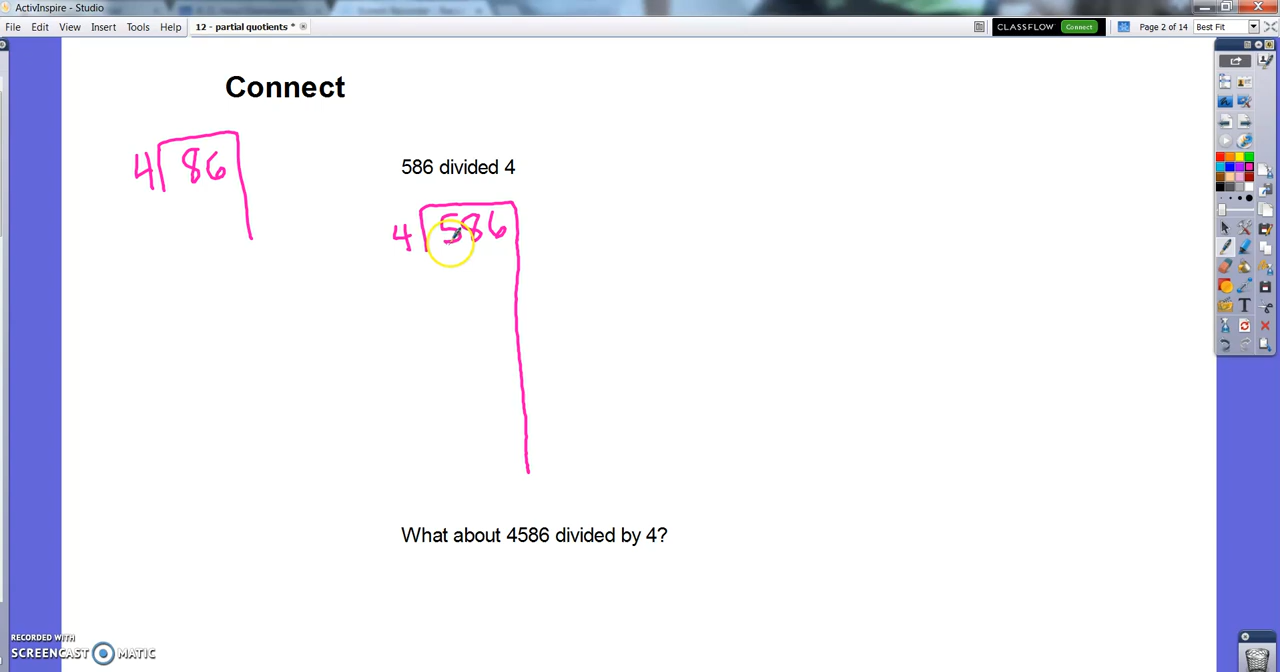 ActivInspire - Studio
File Edit View Insert Tools Help 12 - partial quotients * CLASSFLOW Connect Page 2 of 14 Best Fit
Connect
4 86
586 divided 4
4 586
What about 4586 divided by 4?
RECORDED WITH
SCREENCAST MATIC